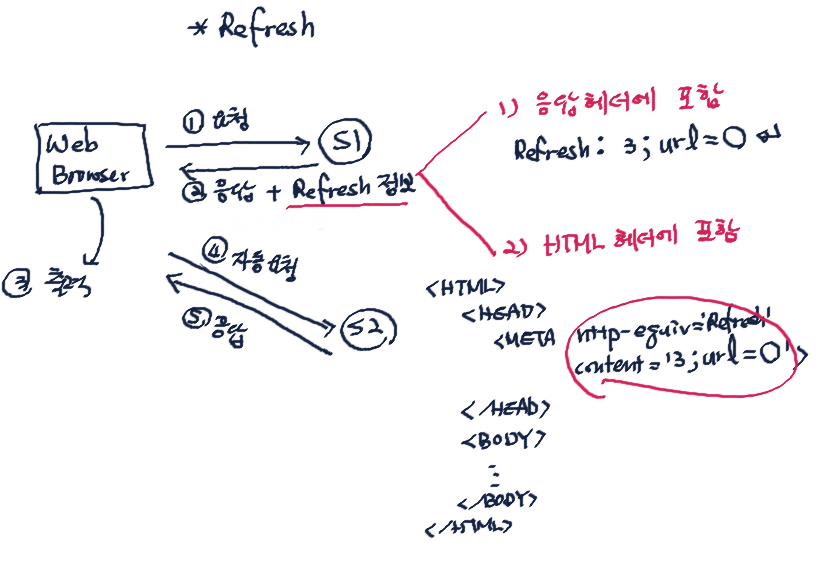 * Refresh
Web
Browser
① 요청
S1
② 응답 + Refresh 정보
③ 출력
④ 자동요청
⑤ 응답
S2
1) 응답 헤더에 포함
Refresh: 3; url=○
2) HTML 헤더에 포함
<HTML>
<HEAD>
<META http-equiv='Refresh'
content='3; url=○'>
</HEAD>
<BODY>
⋮
</BODY>
</HTML>